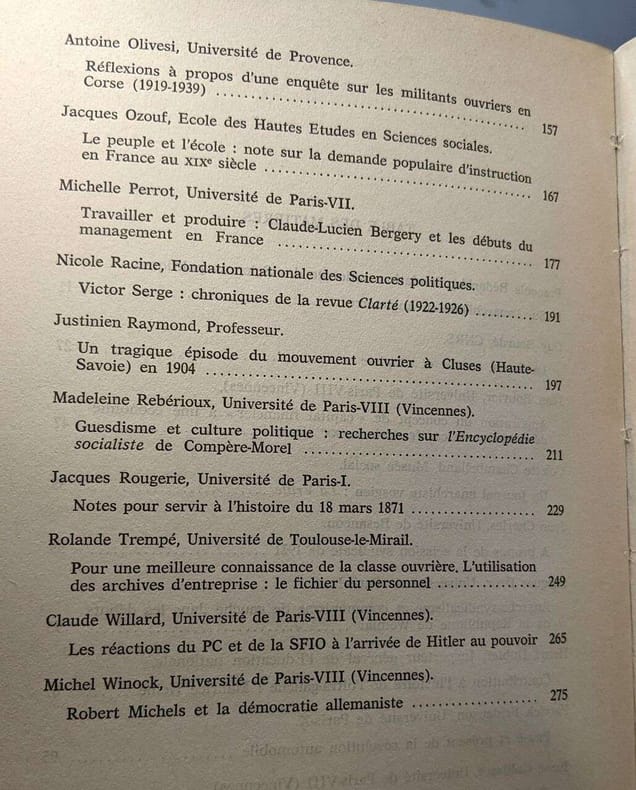 Antoine Olivesi, Université de Provence.
Réflexions à propos d'une enquête sur les militants ouvriers en
Corse (1919-1939) ........................................ 157
Jacques Ozouf, Ecole des Hautes Etudes en Sciences sociales.
Le peuple et l'école : note sur la demande populaire d'instruction
en France au XIXe siècle ................................ 167
Michelle Perrot, Université de Paris-VII.
Travailler et produire : Claude-Lucien Bergery et les débuts du
management en France ................................ 177
Nicole Racine, Fondation nationale des Sciences politiques.
Victor Serge : chroniques de la revue Clarté (1922-1926) ......... 191
Justinien Raymond, Professeur.
Un tragique épisode du mouvement ouvrier à Cluses (Haute-
Savoie) en 1904 ........................................ 197
Madeleine Rebérioux, Université de Paris-VIII (Vincennes).
Guesdisme et culture politique : recherches sur l'Encyclopédie
socialiste de Compère-Morel ............................ 211
Jacques Rougerie, Université de Paris-I.
Notes pour servir à l'histoire du 18 mars 1871 .................. 229
Rolande Trempé, Université de Toulouse-le-Mirail.
Pour une meilleure connaissance de la classe ouvrière. L'utilisation
des archives d'entreprise : le fichier du personnel ............... 249
Claude Willard, Université de Paris-VIII (Vincennes).
Les réactions du PC et de la SFIO à l'arrivée de Hitler au pouvoir 265
Michel Winock, Université de Paris-VIII (Vincennes).
Robert Michels et la démocratie allemaniste .................. 275